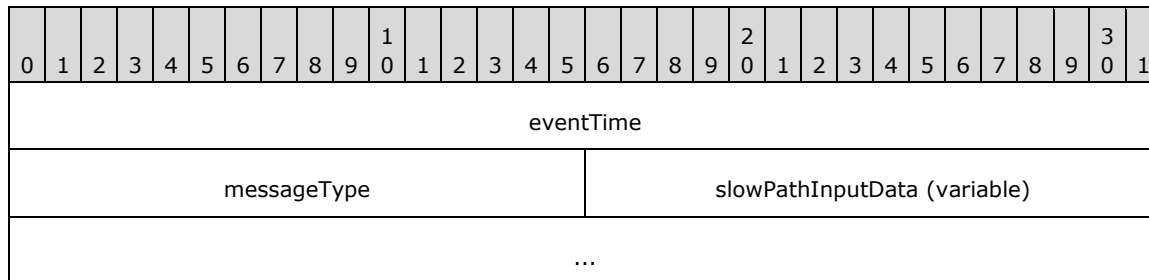 1 2 3
0 1 2 3 4 5 6 7 8 9 0 1 2 3 4 5 6 7 8 9 0 1 2 3 4 5 6 7 8 9 0 1
eventTime
messageType slowPathInputData (variable)
...